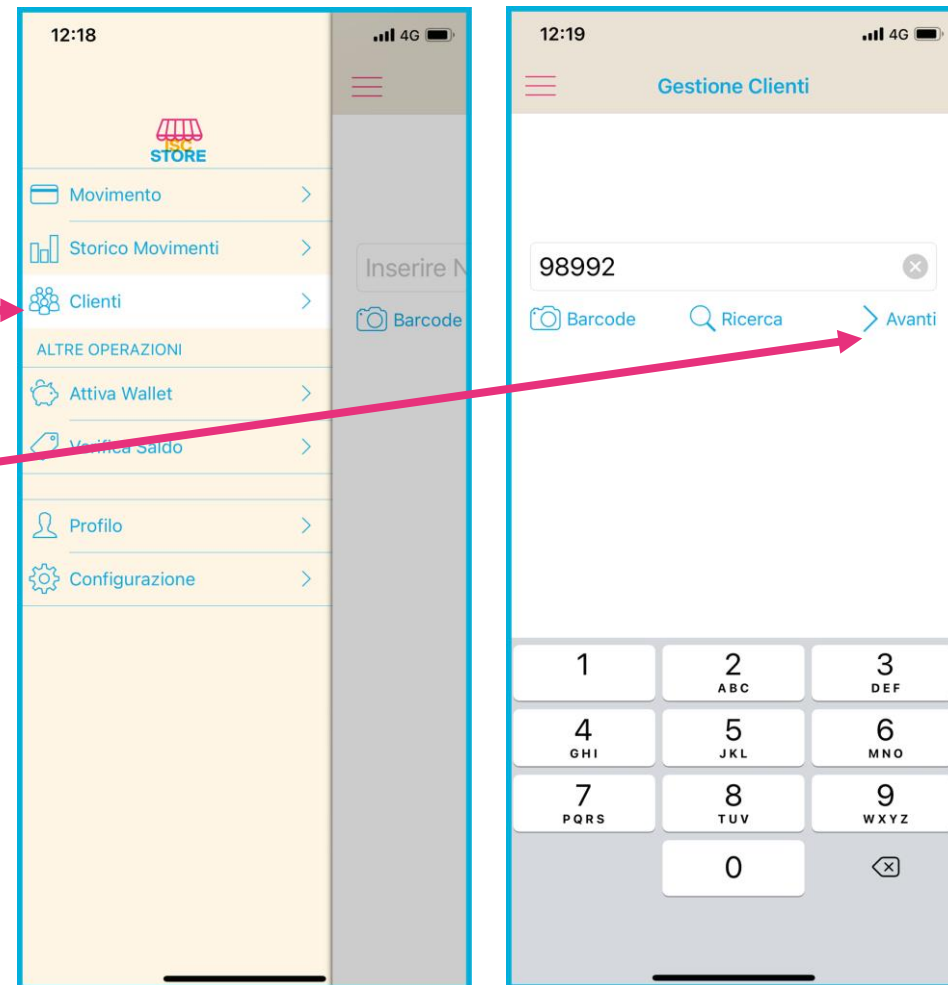 12:18
4G
ISC
STORE
Movimento
Storico Movimenti
Clienti
ALTRE OPERAZIONI
Attiva Wallet
Verifica Saldo
Profilo
Configurazione
Inserire N
Barcode
12:19
4G
Gestione Clienti
98992
Barcode
Ricerca
Avanti
1
2
ABC
3
DEF
4
GHI
5
JKL
6
MNO
7
PQRS
8
TUV
9
WXYZ
0